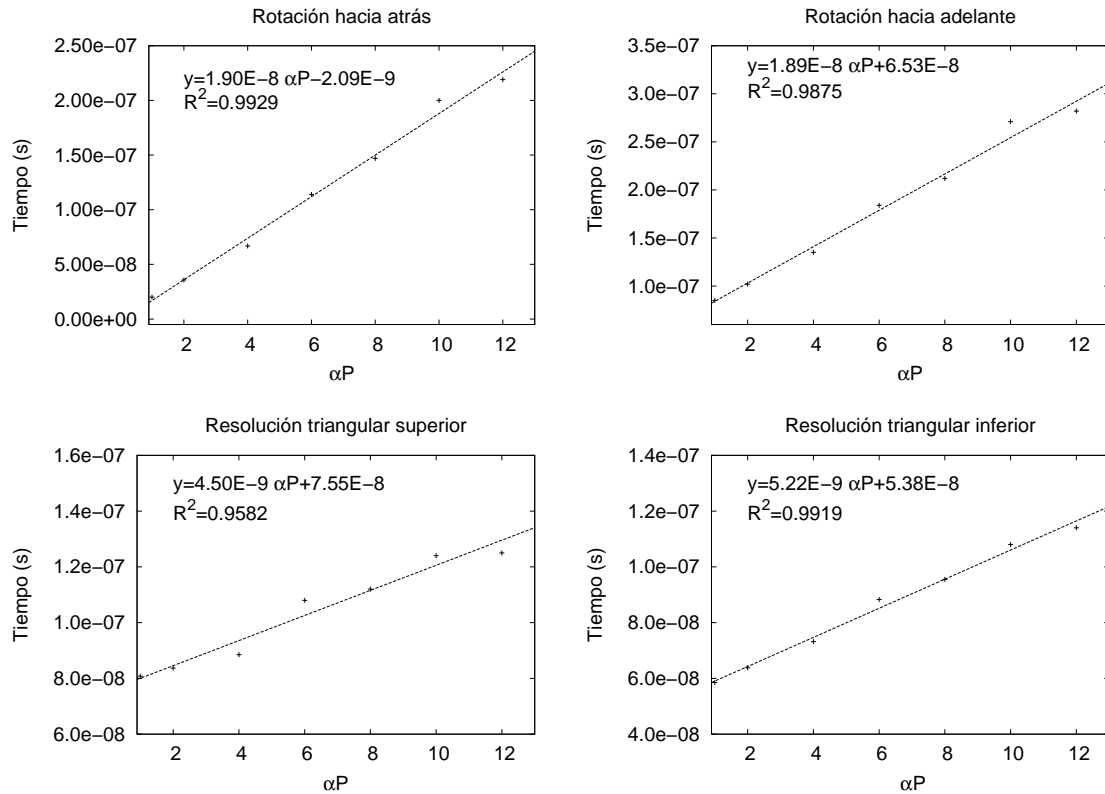 Rotación hacia atrás
2.50e−07
2.00e−07
1.50e−07
1.00e−07
5.00e−08
0.00e+00
Tiempo (s)
y=1.90E−8 αP−2.09E−9
R²=0.9929
2 4 6 8 10 12
αP
Rotación hacia adelante
3.5e−07
3.0e−07
2.5e−07
2.0e−07
1.5e−07
1.0e−07
Tiempo (s)
y=1.89E−8 αP+6.53E−8
R²=0.9875
2 4 6 8 10 12
αP
Resolución triangular superior
1.6e−07
1.4e−07
1.2e−07
1.0e−07
8.0e−08
6.0e−08
Tiempo (s)
y=4.50E−9 αP+7.55E−8
R²=0.9582
2 4 6 8 10 12
αP
Resolución triangular inferior
1.4e−07
1.2e−07
1.0e−07
8.0e−08
6.0e−08
4.0e−08
Tiempo (s)
y=5.22E−9 αP+5.38E−8
R²=0.9919
2 4 6 8 10 12
αP